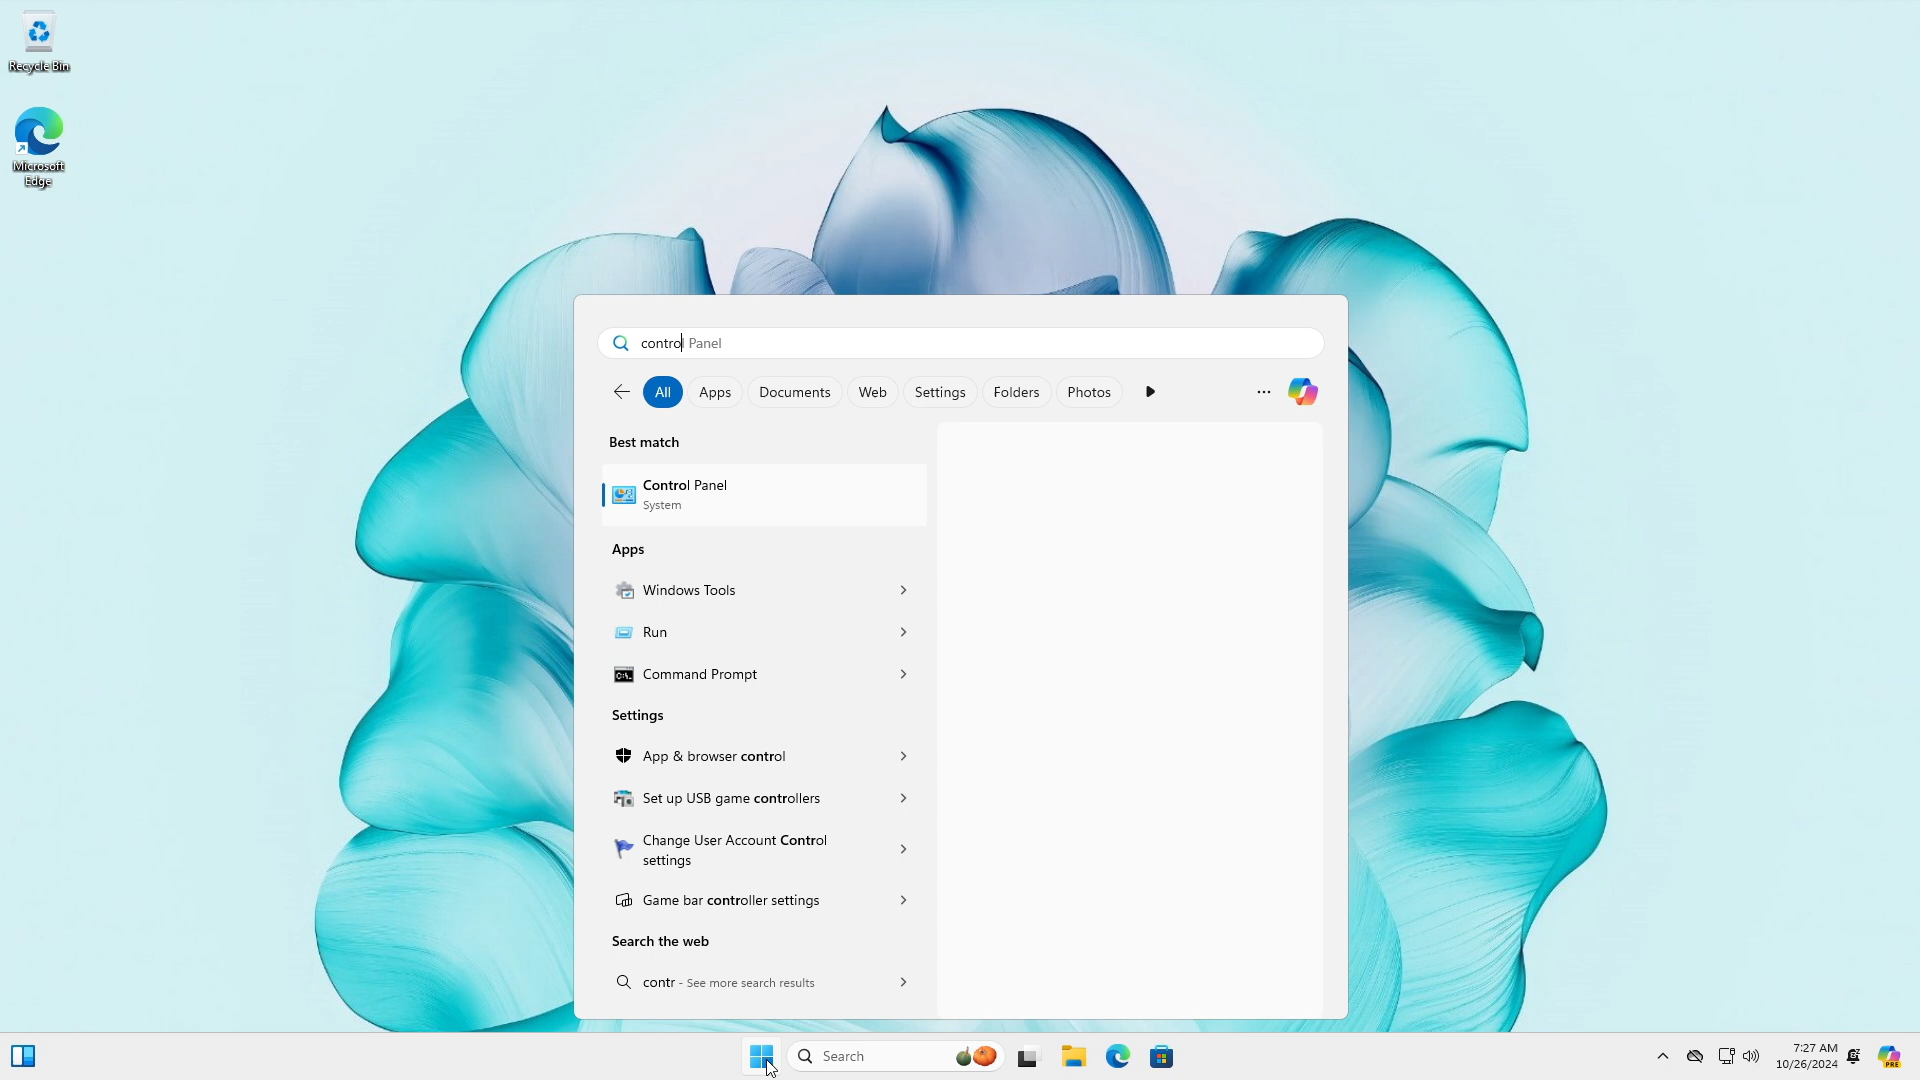 Recycle Bin
Microsoft
Edge
control Panel
All
Apps
Documents
Web
Settings
Folders
Photos
Best match
Control Panel
System
Apps
Windows Tools
Run
Command Prompt
Settings
App & browser control
Set up USB game controllers
Change User Account Control
settings
Game bar controller settings
Search the web
contr - See more search results
Search
7:27 AM
10/26/2024
PRE